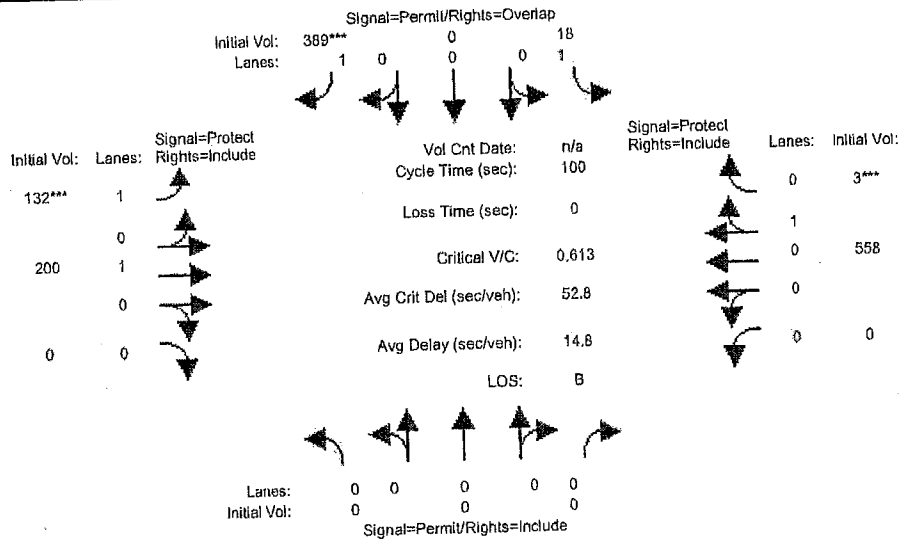 Signal=Permit/Rights=Overlap
Initial Vol: 389*** 0 18
Lanes: 1 0 0 0 1
Signal=Protect
Initial Vol: Lanes: Rights=Include
132*** 1
0
200 1
0
0 0
Vol Cnt Date: n/a
Cycle Time (sec): 100
Loss Time (sec): 0
Critical V/C: 0.613
Avg Crit Del (sec/veh): 52.8
Avg Delay (sec/veh): 14.8
LOS: B
Signal=Protect
Rights=Include Lanes: Initial Vol:
0 3***
1
0 558
0
0 0
Lanes: 0 0 0 0 0
Initial Vol: 0 0 0
Signal=Permit/Rights=Include